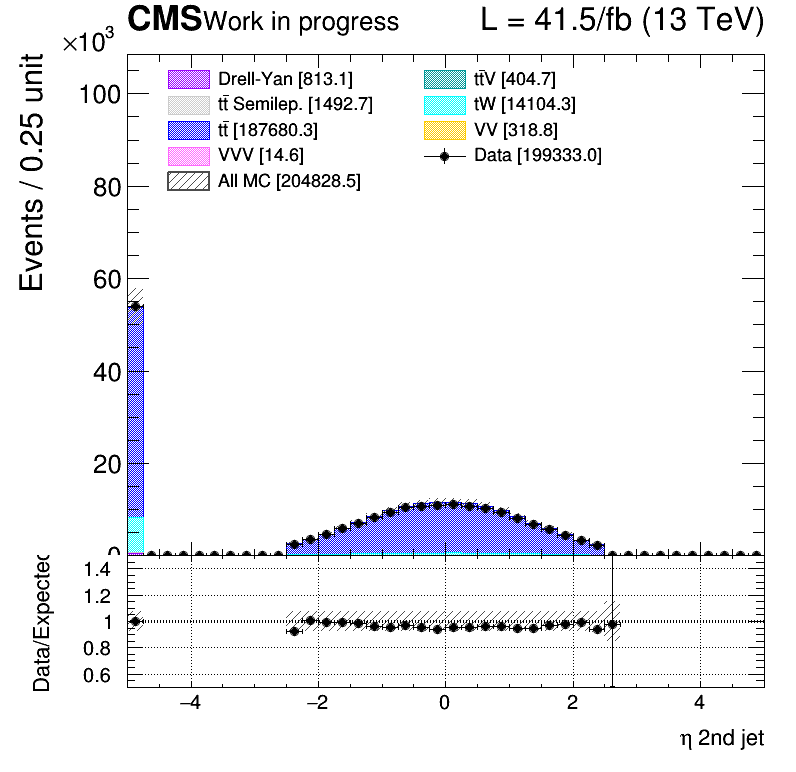 CMS Work in progress L = 41.5/fb (13 TeV)
×10³
Events / 0.25 unit
Drell-Yan [813.1]
tt̄ Semilep. [1492.7]
tt̄ [187680.3]
VVV [14.6]
All MC [204828.5]
tt̄V [404.7]
tW [14104.3]
VV [318.8]
Data [199333.0]
100
80
60
40
20
0
Data/Expected
1.4
1.2
1
0.8
0.6
−4 −2 0 2 4
η 2nd jet